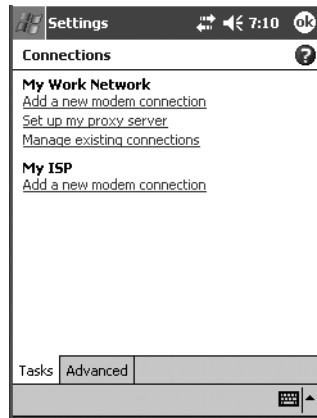 Settings 7:10 ok
Connections ?
My Work Network
Add a new modem connection
Set up my proxy server
Manage existing connections
My ISP
Add a new modem connection
Tasks Advanced